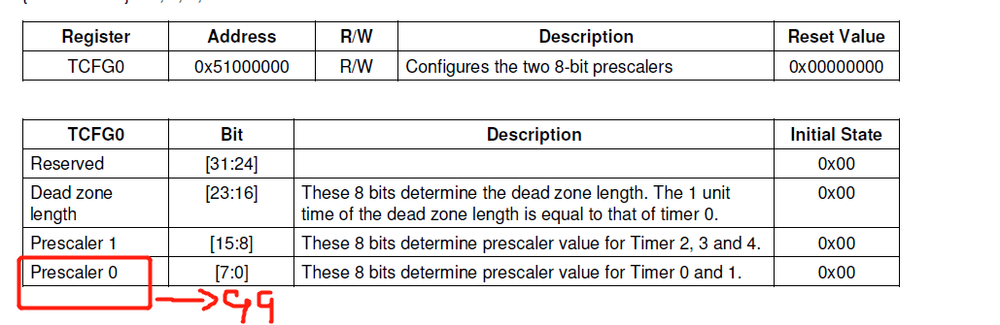 Register Address R/W Description Reset Value
TCFG0 0x51000000 R/W Configures the two 8-bit prescalers 0x00000000
TCFG0 Bit Description Initial State
Reserved [31:24] 0x00
Dead zone length [23:16] These 8 bits determine the dead zone length. The 1 unit time of the dead zone length is equal to that of timer 0. 0x00
Prescaler 1 [15:8] These 8 bits determine prescaler value for Timer 2, 3 and 4. 0x00
Prescaler 0 [7:0] These 8 bits determine prescaler value for Timer 0 and 1. 0x00
99